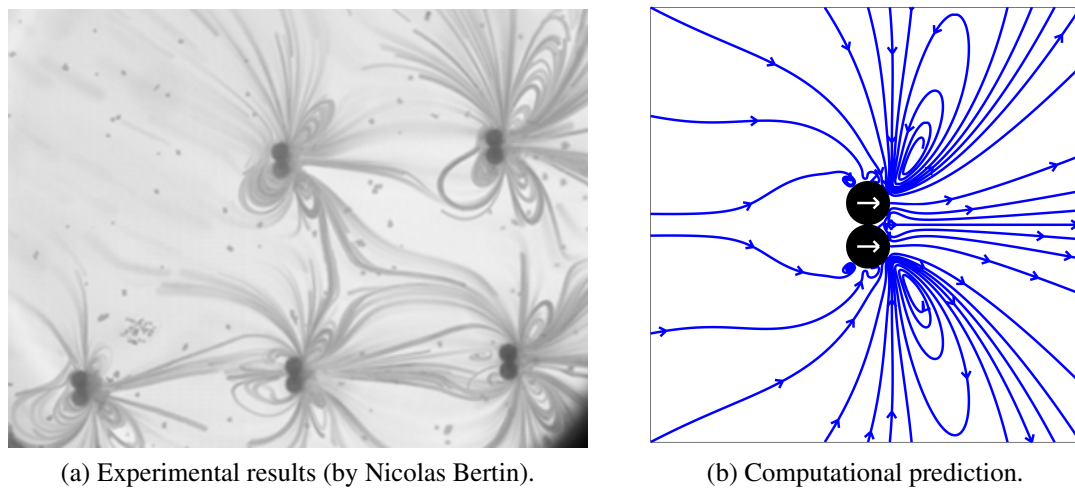 (a) Experimental results (by Nicolas Bertin).
(b) Computational prediction.